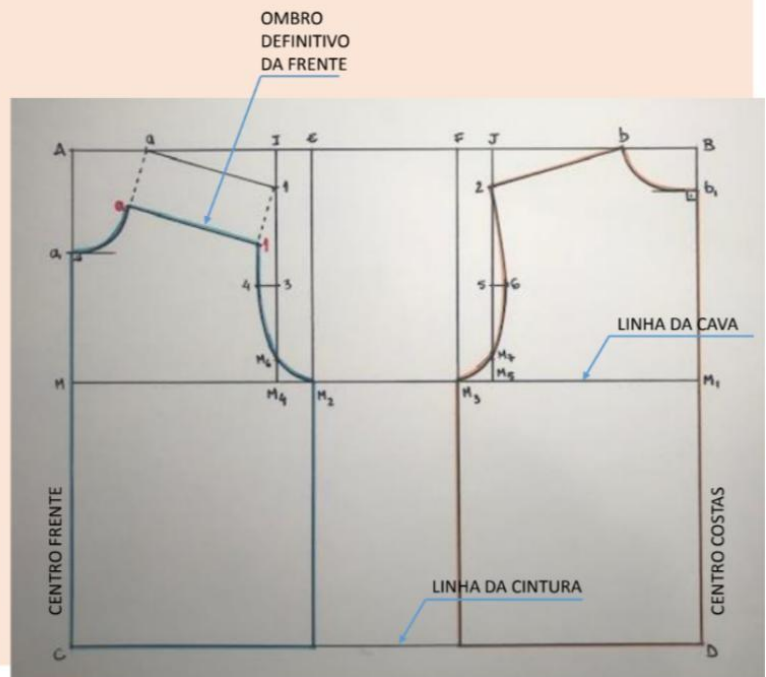 OMBRO
DEFINITIVO
DA FRENTE
A a I E F J b B
1 2 b₁
a 1
a₁ 4 3 5 6
LINHA DA CAVA
M₆ M₇
M M₄ M₂ M₃ M₅ M₁
CENTRO FRENTE
CENTRO COSTAS
LINHA DA CINTURA
C D